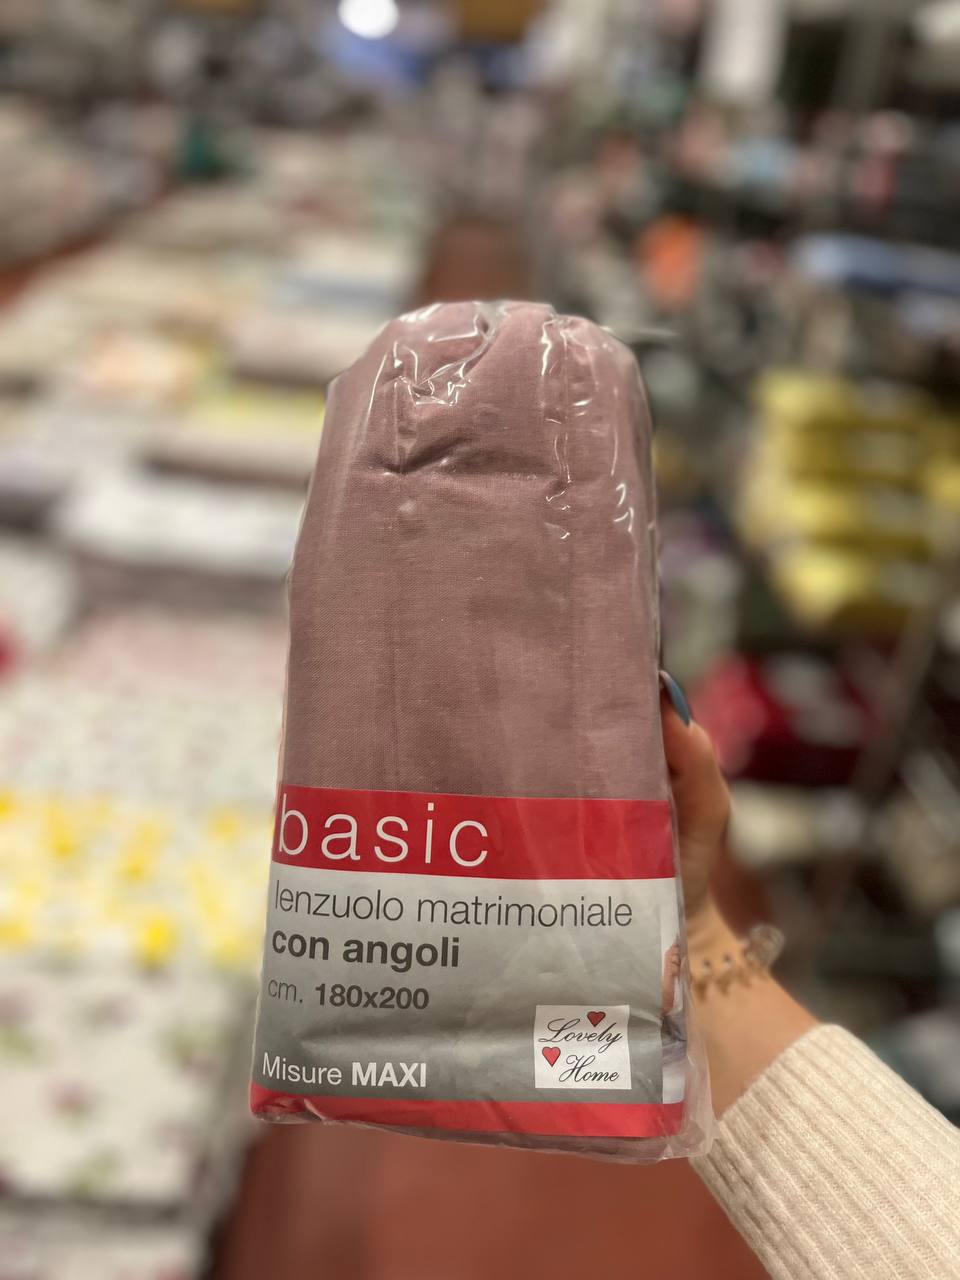 basic
lenzuolo matrimoniale
con angoli
cm. 180x200
Misure MAXI
Lovely
Home